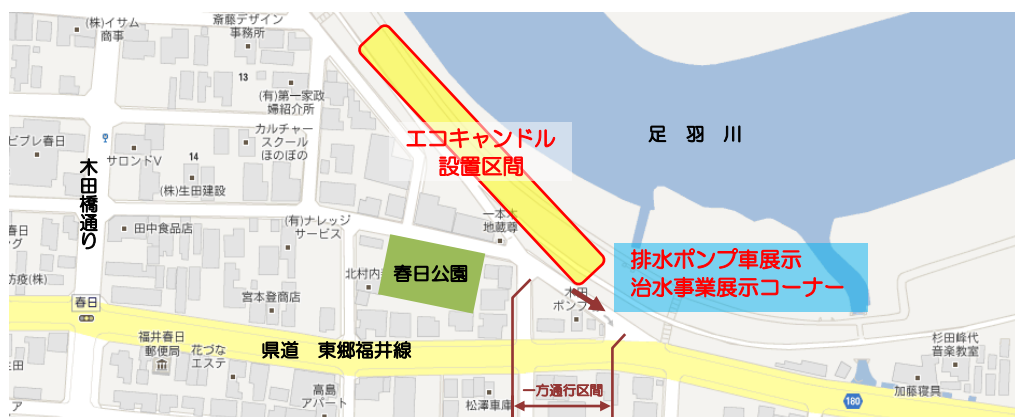 (株)イサム
商事
斎藤デザイン
事務所
13
(有)第一家政
婦紹介所
エコキャンドル
設置区間
足 羽 川
ビプレ春日
サロンドV
カルチャー
スクール
ほのぼの
14
(株)生田建設
木田橋通り
田中食品店
(有)ナレッジ
サービス
一本木
地蔵尊
春日
防疫(株)
北村内
春日公園
排水ポンプ車展示
治水事業展示コーナー
木田
ポンプ
宮本登商店
春日
福井春日
郵便局
花づな
エステ
県道 東郷福井線
高島
アパート
松澤車庫
一方通行区間
杉田峰代
音楽教室
加藤寝具
160